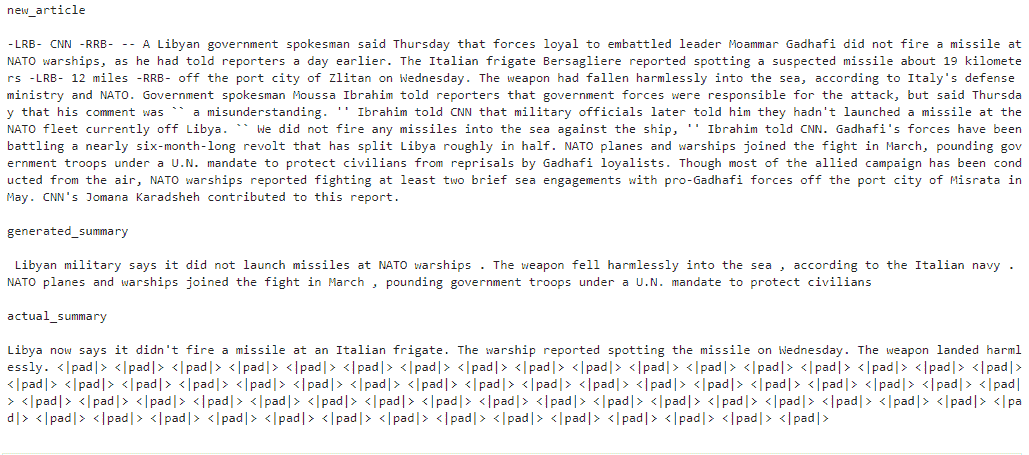 new_article
-LRB- CNN -RRB- -- A Libyan government spokesman said Thursday that forces loyal to embattled leader Moammar Gadhafi did not fire a missile at
NATO warships, as he had told reporters a day earlier. The Italian frigate Bersagliere reported spotting a suspected missile about 19 kilomete
rs -LRB- 12 miles -RRB- off the port city of Zlitan on Wednesday. The weapon had fallen harmlessly into the sea, according to Italy's defense
ministry and NATO. Government spokesman Moussa Ibrahim told reporters that government forces were responsible for the attack, but said Thursda
y that his comment was `` a misunderstanding. '' Ibrahim told CNN that military officials later told him they hadn't launched a missile at the
NATO fleet currently off Libya. `` We did not fire any missiles into the sea against the ship, '' Ibrahim told CNN. Gadhafi's forces have been
battling a nearly six-month-long revolt that has split Libya roughly in half. NATO planes and warships joined the fight in March, pounding gov
ernment troops under a U.N. mandate to protect civilians from reprisals by Gadhafi loyalists. Though most of the allied campaign has been cond
ucted from the air, NATO warships reported fighting at least two brief sea engagements with pro-Gadhafi forces off the port city of Misrata in
May. CNN's Jomana Karadsheh contributed to this report.
generated_summary
Libyan military says it did not launch missiles at NATO warships . The weapon fell harmlessly into the sea , according to the Italian navy .
NATO planes and warships joined the fight in March , pounding government troops under a U.N. mandate to protect civilians
actual_summary
Libya now says it didn't fire a missile at an Italian frigate. The warship reported spotting the missile on Wednesday. The weapon landed harml
essly. <|pad|> <|pad|> <|pad|> <|pad|> <|pad|> <|pad|> <|pad|> <|pad|> <|pad|> <|pad|> <|pad|> <|pad|> <|pad|> <|pad|> <|pad|> <|pad|> <|pad|>
<|pad|> <|pad|> <|pad|> <|pad|> <|pad|> <|pad|> <|pad|> <|pad|> <|pad|> <|pad|> <|pad|> <|pad|> <|pad|> <|pad|> <|pad|> <|pad|> <|pad|> <|pad|
> <|pad|> <|pad|> <|pad|> <|pad|> <|pad|> <|pad|> <|pad|> <|pad|> <|pad|> <|pad|> <|pad|> <|pad|> <|pad|> <|pad|> <|pad|> <|pad|> <|pad|> <|pa
d|> <|pad|> <|pad|> <|pad|> <|pad|> <|pad|> <|pad|> <|pad|> <|pad|> <|pad|> <|pad|> <|pad|> <|pad|> <|pad|>